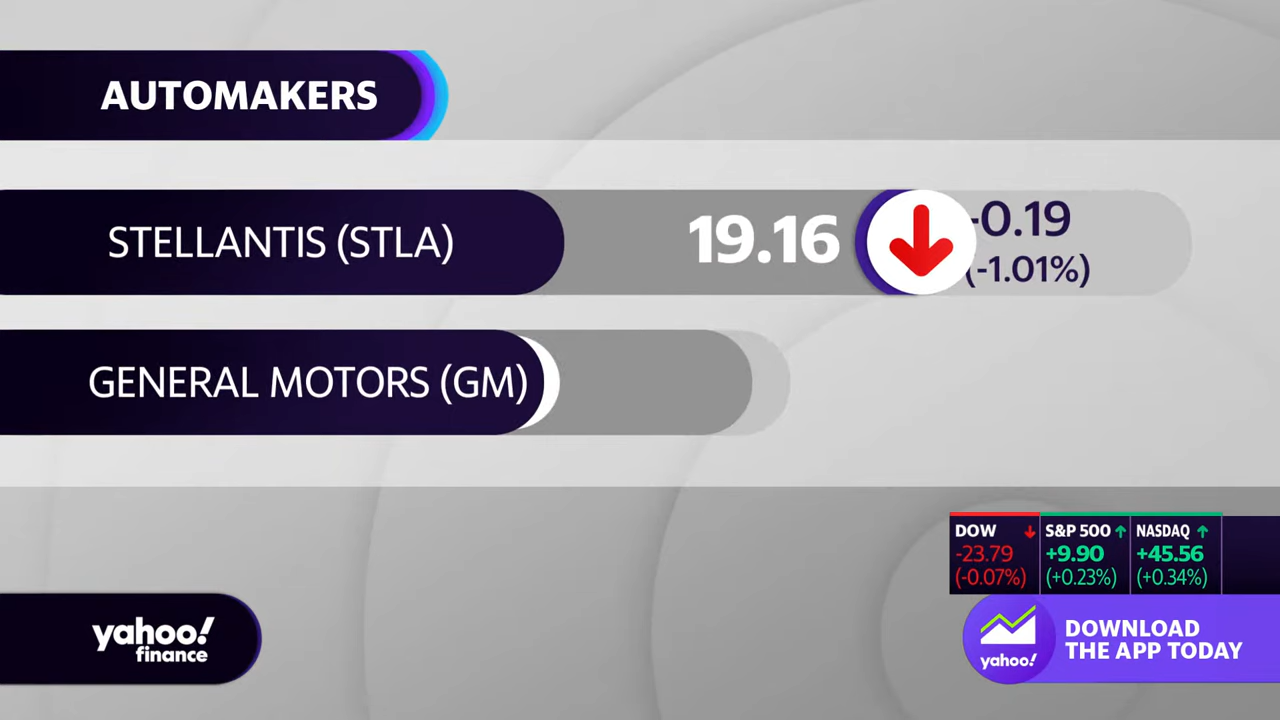 AUTOMAKERS
STELLANTIS (STLA)
19.16
-0.19
(-1.01%)
GENERAL MOTORS (GM)
DOW
-23.79
(-0.07%)
S&P 500
+9.90
(+0.23%)
NASDAQ
+45.56
(+0.34%)
yahoo!
finance
yahoo!
DOWNLOAD
THE APP TODAY